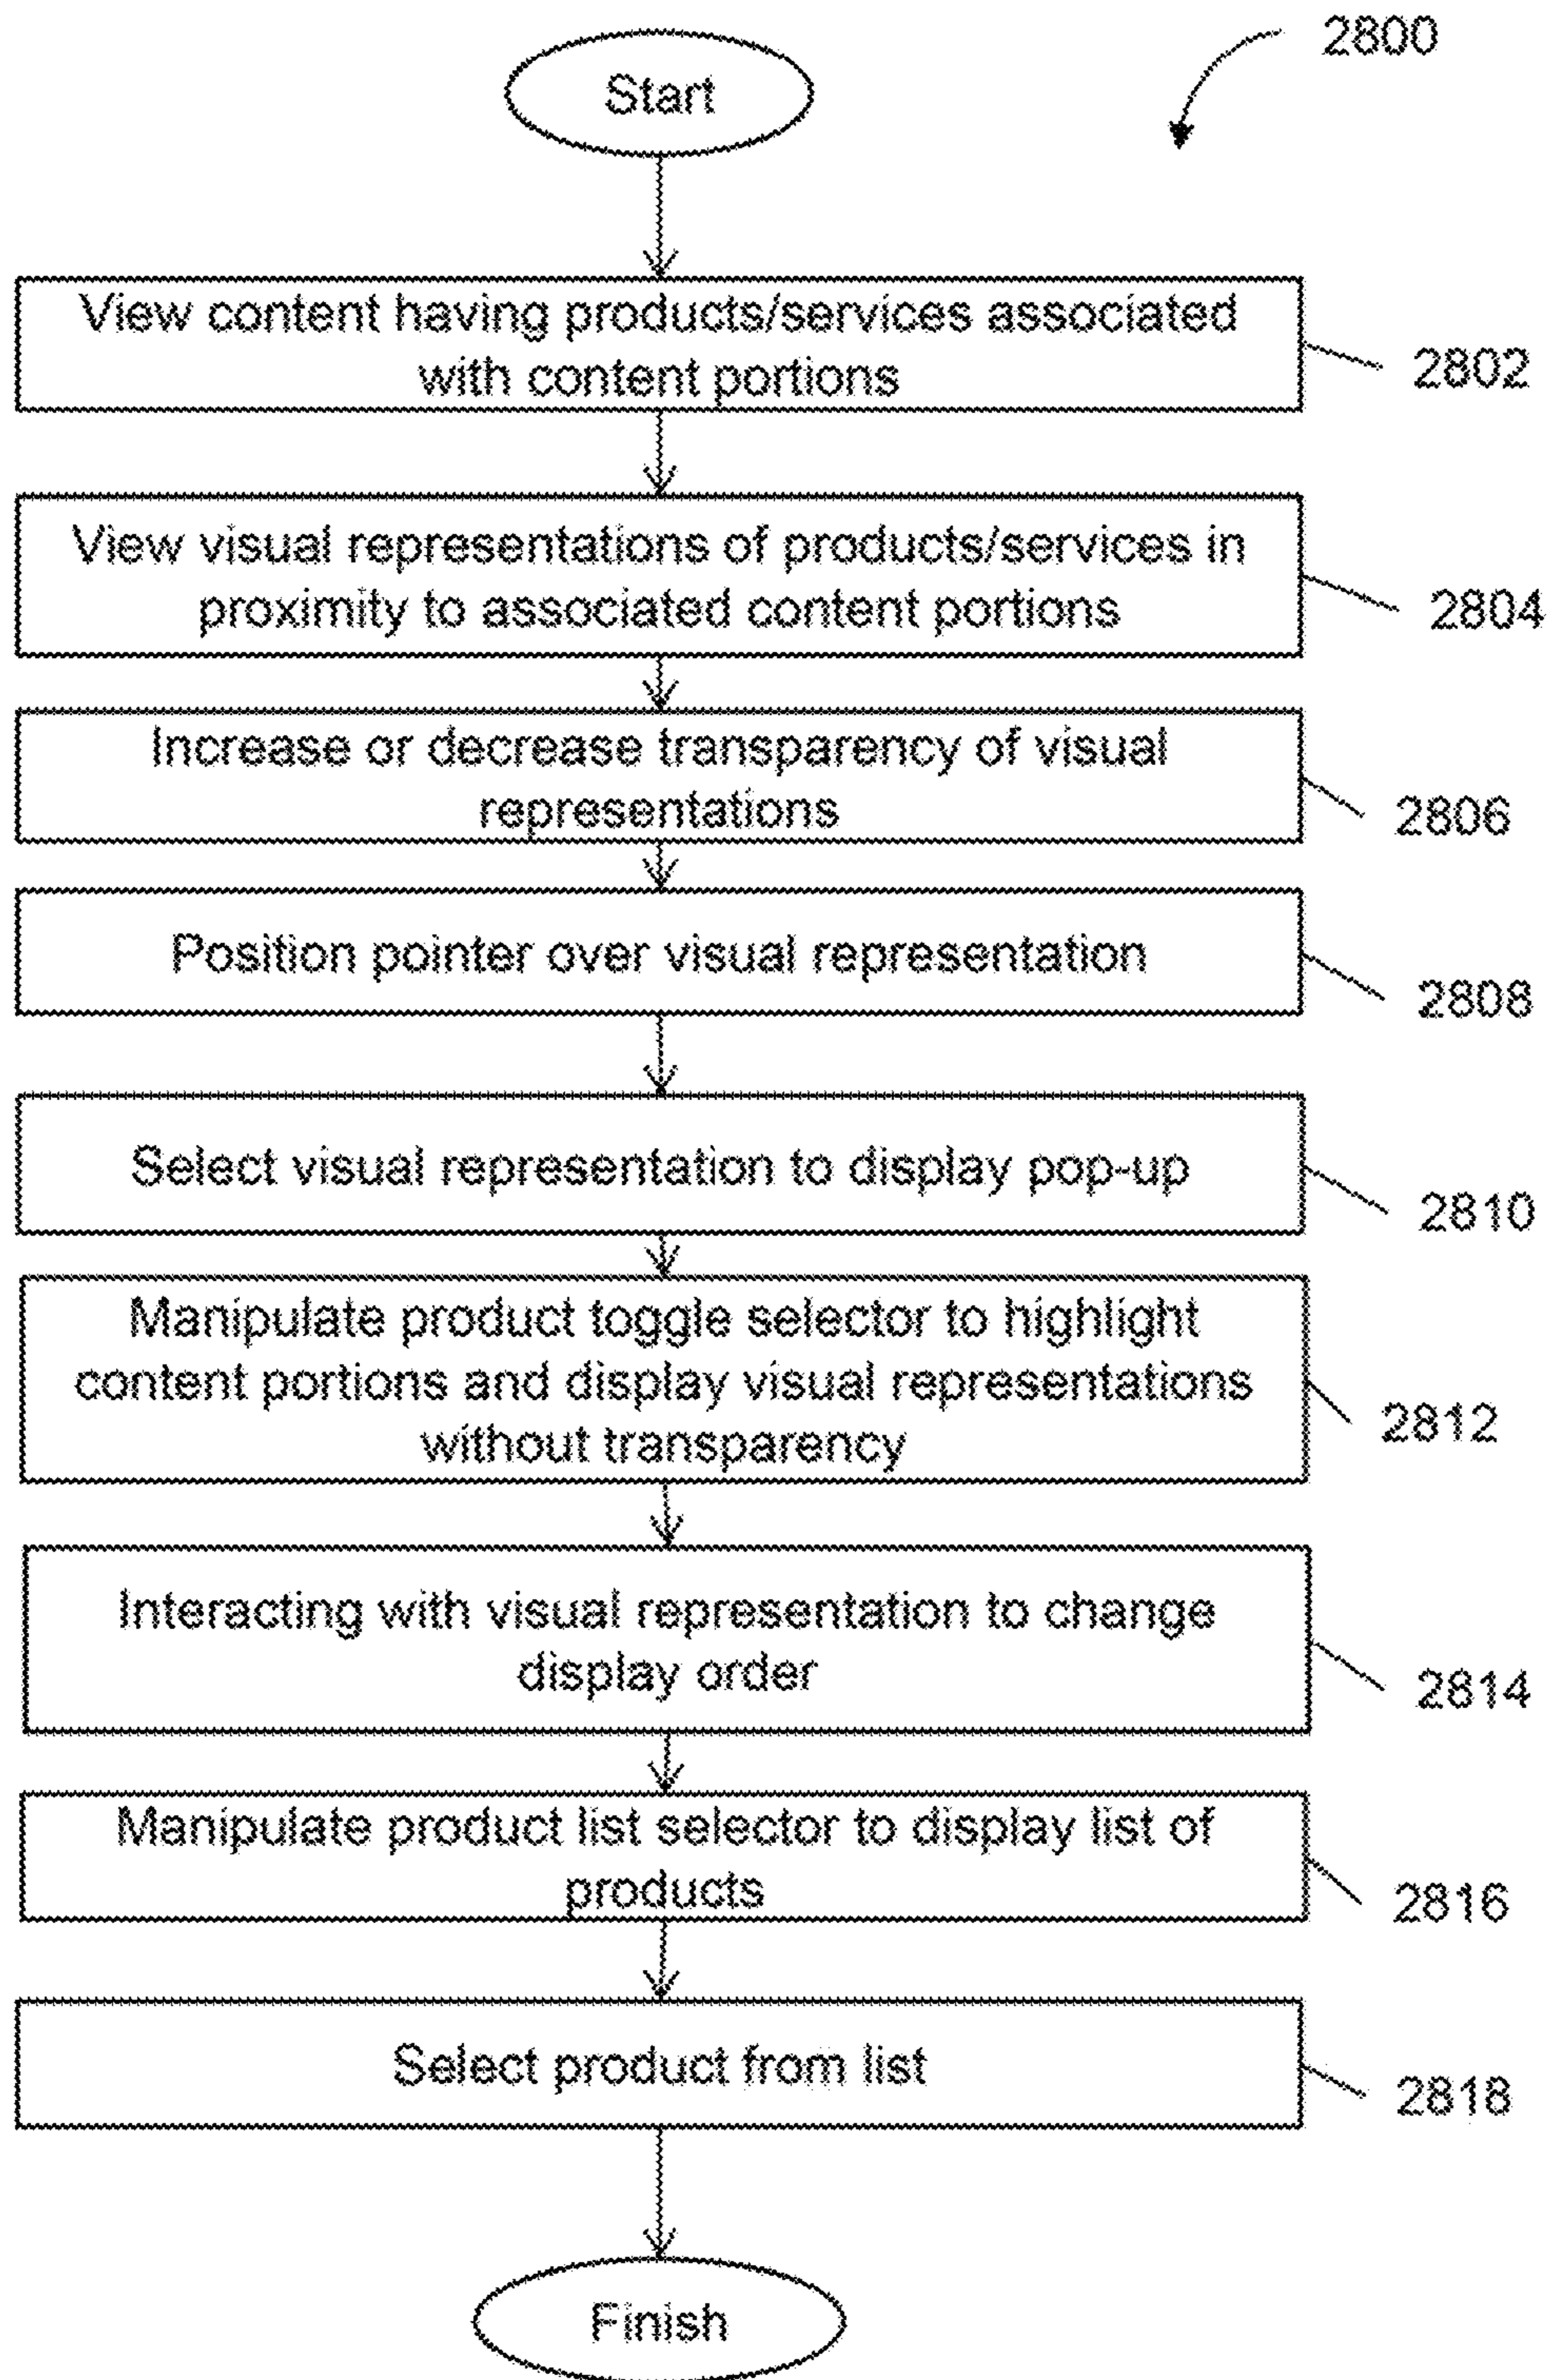 2800
Start
View content having products/services associated
with content portions
2802
View visual representations of products/services in
proximity to associated content portions
2804
Increase or decrease transparency of visual
representations
2806
Position pointer over visual representation
2808
Select visual representation to display pop-up
2810
Manipulate product toggle selector to highlight
content portions and display visual representations
without transparency
2812
Interacting with visual representation to change
display order
2814
Manipulate product list selector to display list of
products
2816
Select product from list
2818
Finish